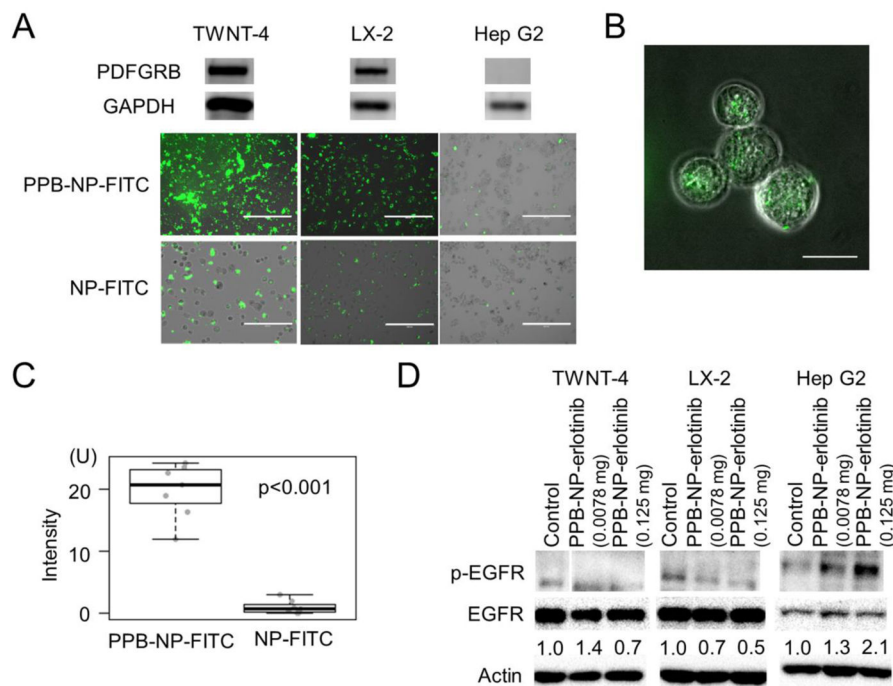 A
TWNT-4 LX-2 Hep G2
PDFGRB
GAPDH
PPB-NP-FITC
NP-FITC
B
C
(U)
20
10
0
Intensity
p<0.001
PPB-NP-FITC NP-FITC
D
TWNT-4 LX-2 Hep G2
Control
PPB-NP-erlotinib
(0.0078 mg)
PPB-NP-erlotinib
(0.125 mg)
Control
PPB-NP-erlotinib
(0.0078 mg)
PPB-NP-erlotinib
(0.125 mg)
Control
PPB-NP-erlotinib
(0.0078 mg)
PPB-NP-erlotinib
(0.125 mg)
p-EGFR
EGFR
1.0 1.4 0.7 1.0 0.7 0.5 1.0 1.3 2.1
Actin